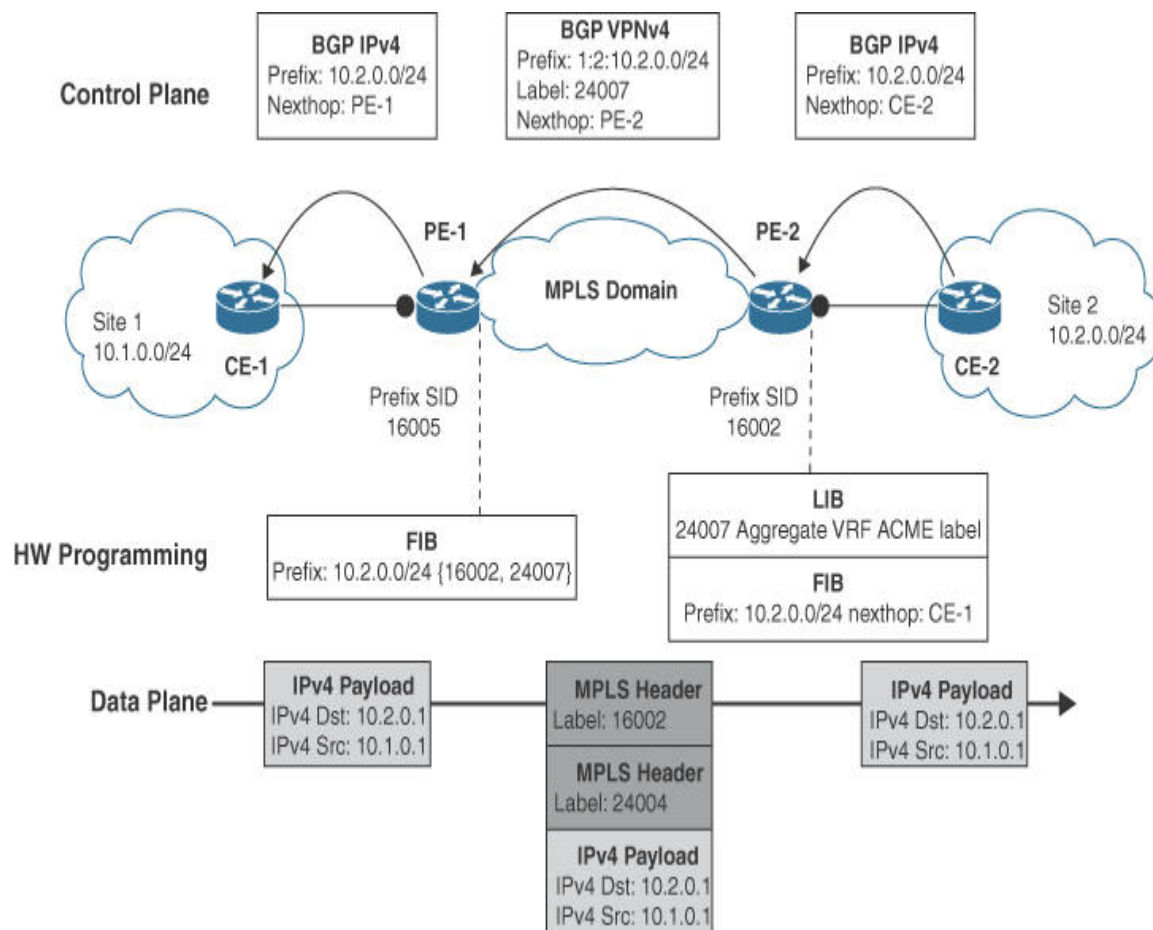 BGP IPv4
Prefix: 10.2.0.0/24
Nexthop: PE-1
BGP VPNv4
Prefix: 1:2:10.2.0.0/24
Label: 24007
Nexthop: PE-2
BGP IPv4
Prefix: 10.2.0.0/24
Nexthop: CE-2
Control Plane
PE-1
PE-2
MPLS Domain
Site 1
10.1.0.0/24
CE-1
Site 2
10.2.0.0/24
CE-2
Prefix SID
16005
Prefix SID
16002
HW Programming
FIB
Prefix: 10.2.0.0/24 {16002, 24007}
LIB
24007 Aggregate VRF ACME label
FIB
Prefix: 10.2.0.0/24 nexthop: CE-1
Data Plane
IPv4 Payload
IPv4 Dst: 10.2.0.1
IPv4 Src: 10.1.0.1
MPLS Header
Label: 16002
MPLS Header
Label: 24004
IPv4 Payload
IPv4 Dst: 10.2.0.1
IPv4 Src: 10.1.0.1
IPv4 Payload
IPv4 Dst: 10.2.0.1
IPv4 Src: 10.1.0.1